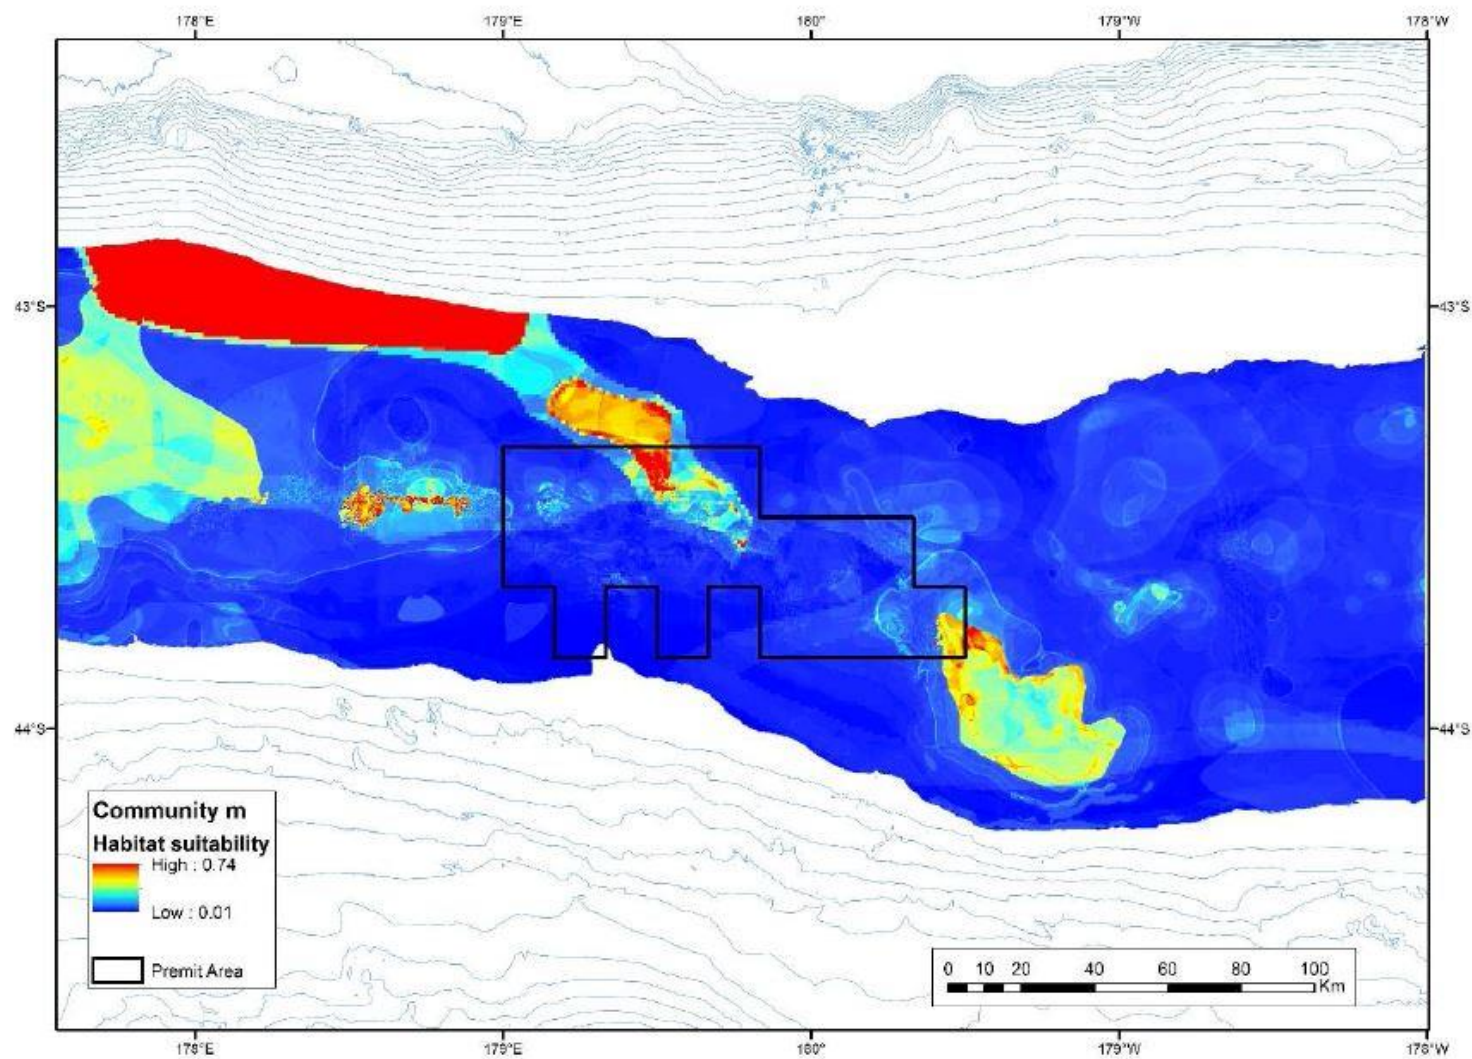 178°E 179°E 180° 179°W 178°W
43°S 43°S
44°S 44°S
Community m
Habitat suitability
High : 0.74
Low : 0.01
Premit Area
0 10 20 40 60 80 100
Km
178°E 179°E 180° 179°W 178°W